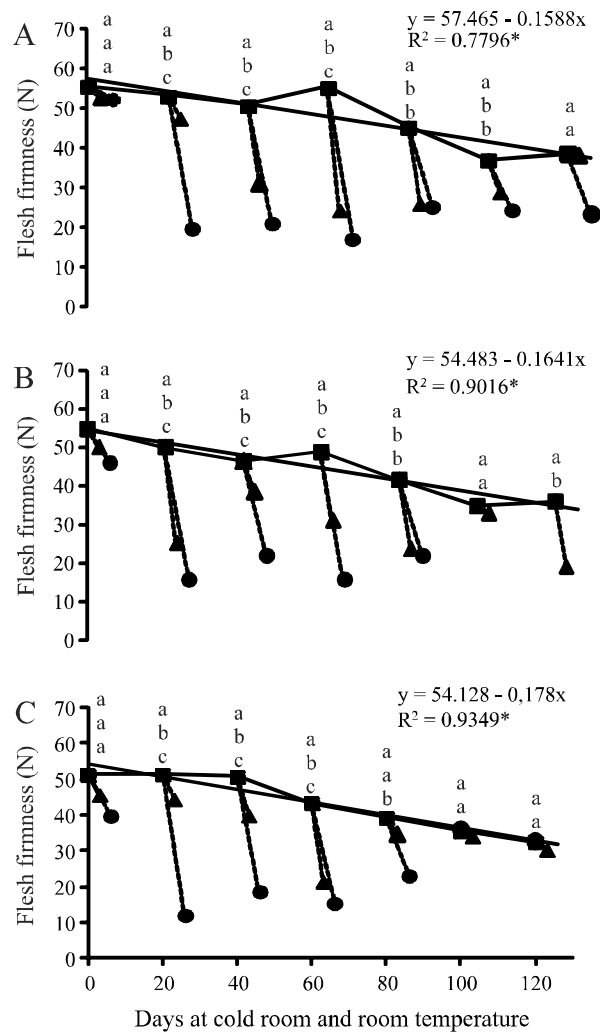 A
y = 57.465 - 0.1588x
R² = 0.7796*
a a a a a
a b b b a a
a c c c b b a
a a
70
60
50
40
30
20
10
0
Flesh firmness (N)
B
y = 54.483 - 0.1641x
R² = 0.9016*
a a a a a a a
a b b b b a b
a c c c b
70
60
50
40
30
20
10
0
Flesh firmness (N)
C
y = 54.128 - 0,178x
R² = 0.9349*
a a a a a a a
a b b b a a a
a c c c b
70
60
50
40
30
20
10
0
Flesh firmness (N)
0 20 40 60 80 100 120
Days at cold room and room temperature